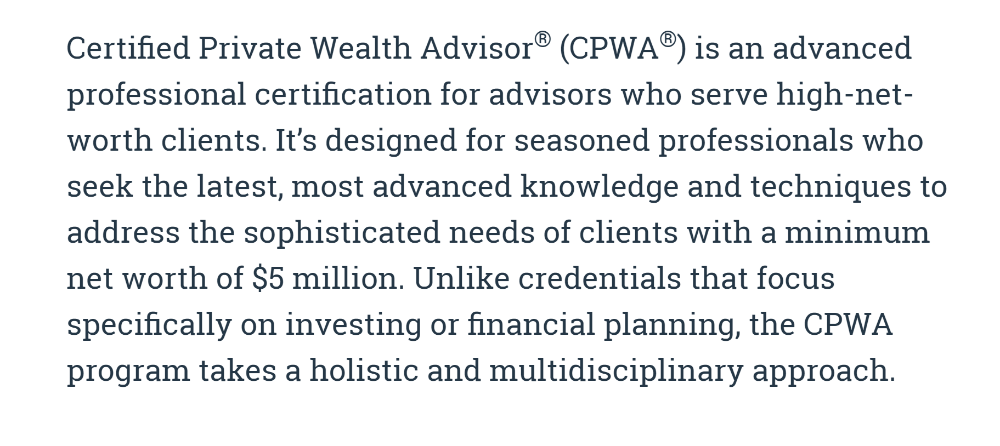 Certified Private Wealth Advisor® (CPWA®) is an advanced
professional certification for advisors who serve high-net-
worth clients. It’s designed for seasoned professionals who
seek the latest, most advanced knowledge and techniques to
address the sophisticated needs of clients with a minimum
net worth of $5 million. Unlike credentials that focus
specifically on investing or financial planning, the CPWA
program takes a holistic and multidisciplinary approach.